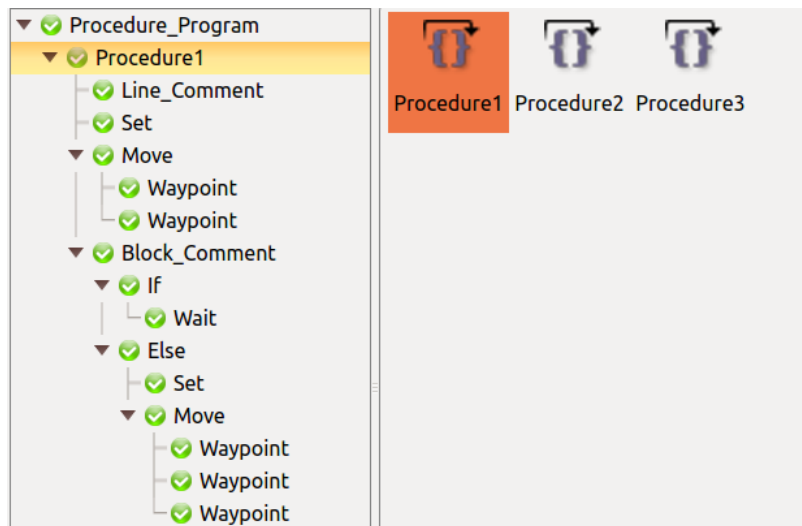 Procedure_Program
Procedure1
Line_Comment
Set
Move
Waypoint
Waypoint
Block_Comment
If
Wait
Else
Set
Move
Waypoint
Waypoint
Waypoint
Procedure1 Procedure2 Procedure3